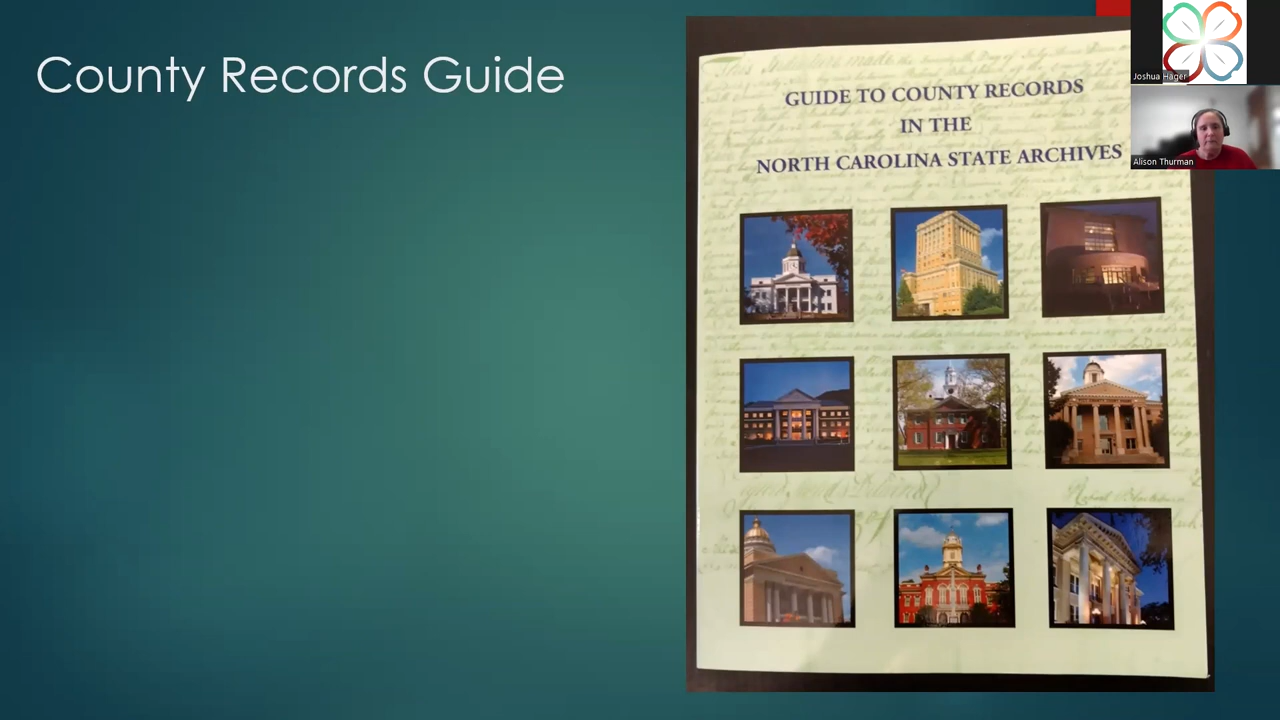 County Records Guide
GUIDE TO COUNTY RECORDS
IN THE
NORTH CAROLINA STATE ARCHIVES
Joshua Hager
Alison Thurman